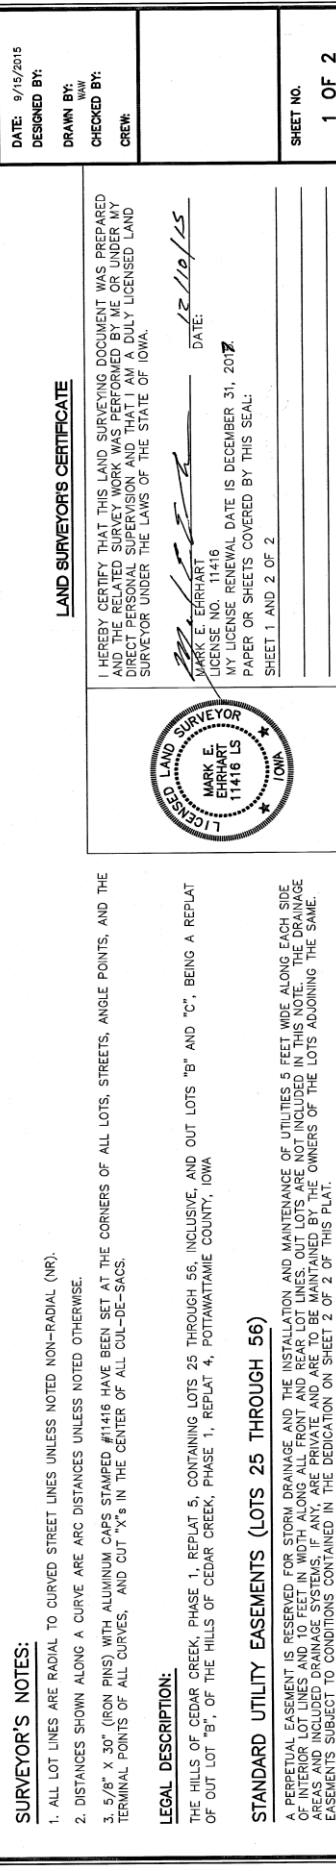 SURVEYOR'S NOTES:
1. ALL LOT LINES ARE RADIAL TO CURVED STREET LINES UNLESS NOTED NON-RADIAL (NR).
2. DISTANCES SHOWN ALONG A CURVE ARE ARC DISTANCES UNLESS NOTED OTHERWISE.
3. 5/8" X 30" (IRON PINS) WITH ALUMINUM CAPS STAMPED #11416 HAVE BEEN SET AT THE CORNERS OF ALL LOTS, STREETS, ANGLE POINTS, AND THE
TERMINAL POINTS OF ALL CURVES, AND CUT "X"s IN THE CENTER OF ALL CUL-DE-SACS.
LEGAL DESCRIPTION:
THE HILLS OF CEDAR CREEK, PHASE 1, REPLAT 5, CONTAINING LOTS 25 THROUGH 56, INCLUSIVE, AND OUT LOTS "B" AND "C", BEING A REPLAT
OF OUT LOT "B", OF THE HILLS OF CEDAR CREEK, PHASE 1, REPLAT 4, POTTAWATTAMIE COUNTY, IOWA
STANDARD UTILITY EASEMENTS (LOTS 25 THROUGH 56)
A PERPETUAL EASEMENT IS RESERVED FOR STORM DRAINAGE AND THE INSTALLATION AND MAINTENANCE OF UTILITIES 5 FEET WIDE ALONG EACH SIDE
OF INTERIOR LOT LINES AND 10 FEET IN WIDTH ALONG ALL FRONT AND REAR LOT LINES. OUT LOTS ARE NOT INCLUDED IN THIS NOTE. THE DRAINAGE
AREAS AND INCLUDED DRAINAGE SYSTEMS, IF ANY, ARE PRIVATE AND ARE TO BE MAINTAINED BY THE OWNERS OF THE LOTS ADJOINING THE SAME.
EASEMENTS SUBJECT TO CONDITIONS CONTAINED IN THE DEDICATION ON SHEET 2 OF 2 OF THIS PLAT.
LAND SURVEYOR'S CERTIFICATE
I HEREBY CERTIFY THAT THIS LAND SURVEYING DOCUMENT WAS PREPARED
AND THE RELATED SURVEY WORK WAS PERFORMED BY ME OR UNDER MY
DIRECT PERSONAL SUPERVISION AND THAT I AM A DULY LICENSED LAND
SURVEYOR UNDER THE LAWS OF THE STATE OF IOWA.
12/10/15
MARK E. EHRHART DATE:
LICENSE NO. 11416
MY LICENSE RENEWAL DATE IS DECEMBER 31, 201
PAPER OR SHEETS COVERED BY THIS SEAL:
SHEET 1 AND 2 OF 2
LICENSED LAND SURVEYOR
MARK E.
EHRHART
11416 LS
IOWA
DATE: 9/15/2015
DESIGNED BY:
DRAWN BY:
WAW
CHECKED BY:
CREW:
SHEET NO.
1 OF 2